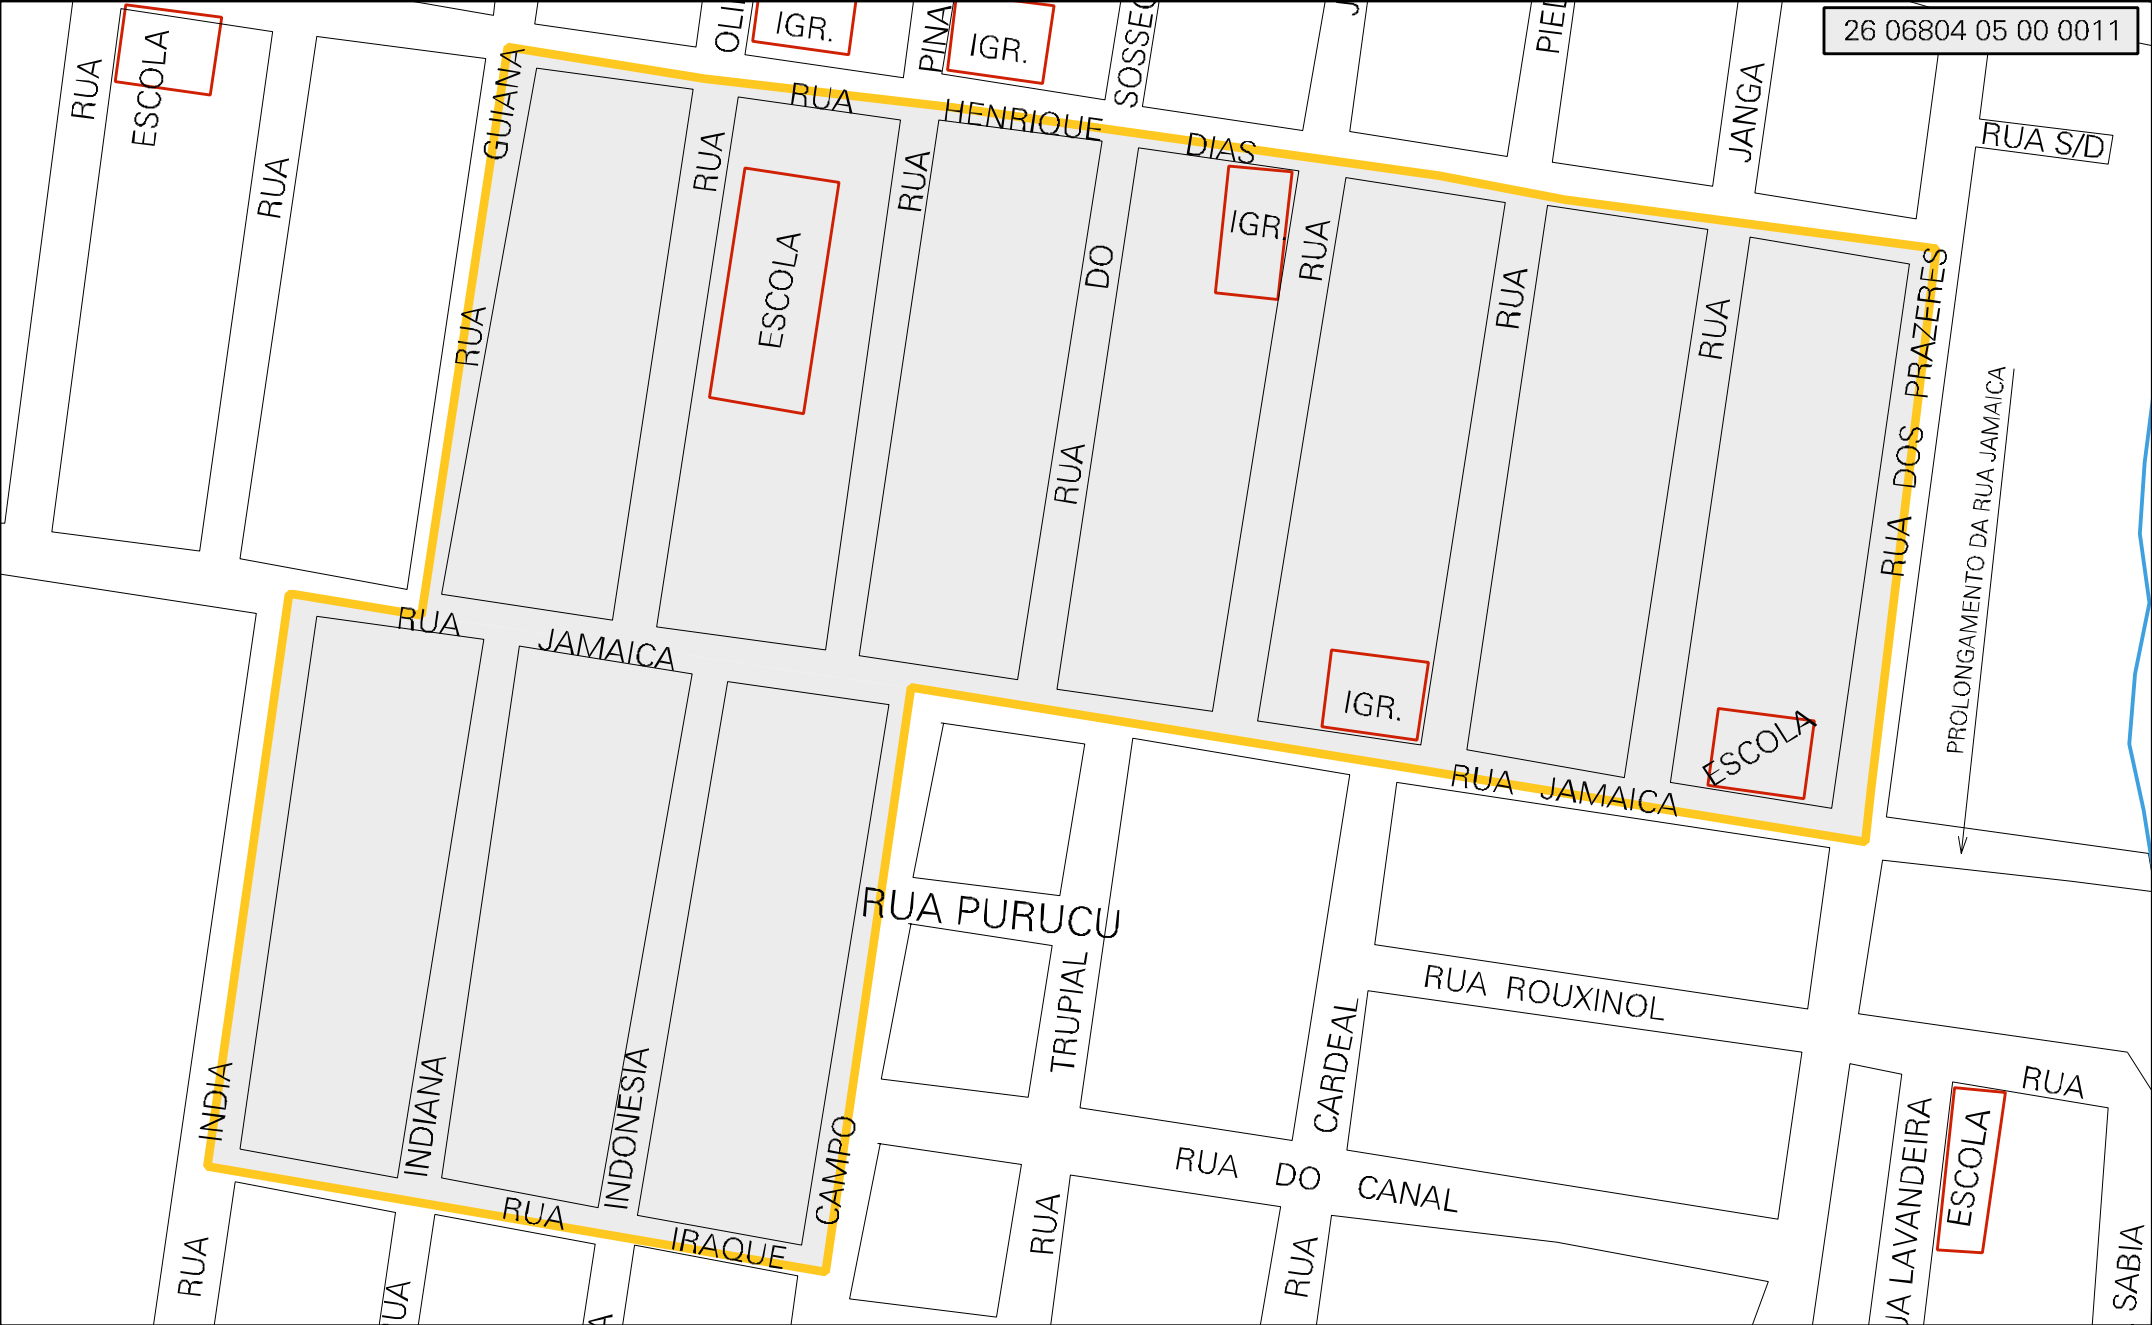 26 06804 05 00 0011
RUA
ESCOLA
RUA
GUIANA
RUA
IGR.
PINA
IGR.
RUA HENRIQUE DIAS
JANGA
RUA S/D
RUA
RUA
DO
RUA
IGR.
RUA
RUA
RUA
ESCOLA
RUA DOS PRAZERES
PROLONGAMENTO DA RUA JAMAICA
RUA JAMAICA
IGR.
ESCOLA
RUA JAMAICA
RUA PURUCU
TRUPIAL
CARDEAL
RUA ROUXINOL
INDIA
INDIANA
INDONESIA
CAMPO
RUA DO CANAL
RUA
ESCOLA
LAVANDEIRA
SABIA
RUA IRAQUE
RUA
RUA
RUA